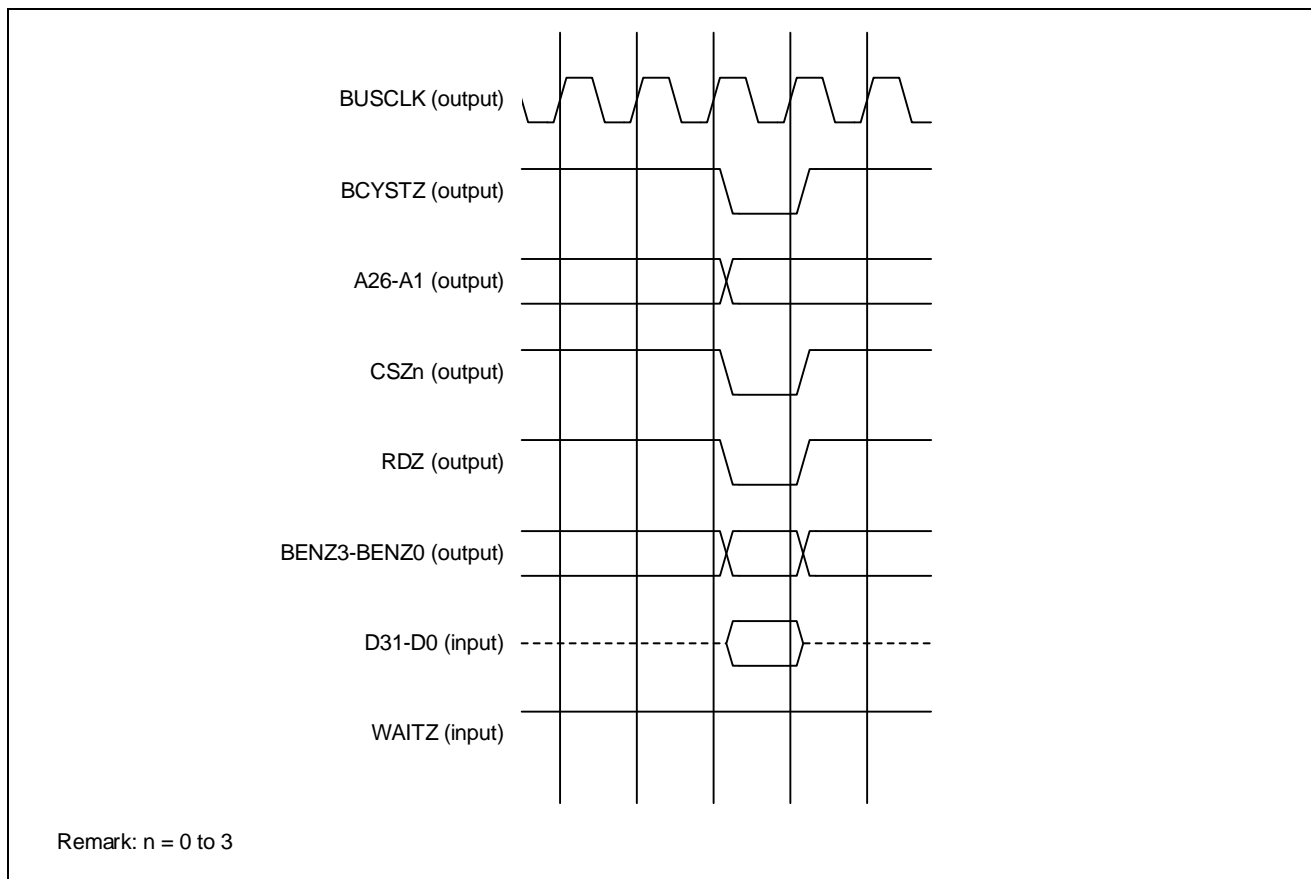 BUSCLK (output)
BCYSTZ (output)
A26-A1 (output)
CSZn (output)
RDZ (output)
BENZ3-BENZ0 (output)
D31-D0 (input)
WAITZ (input)
Remark: n = 0 to 3